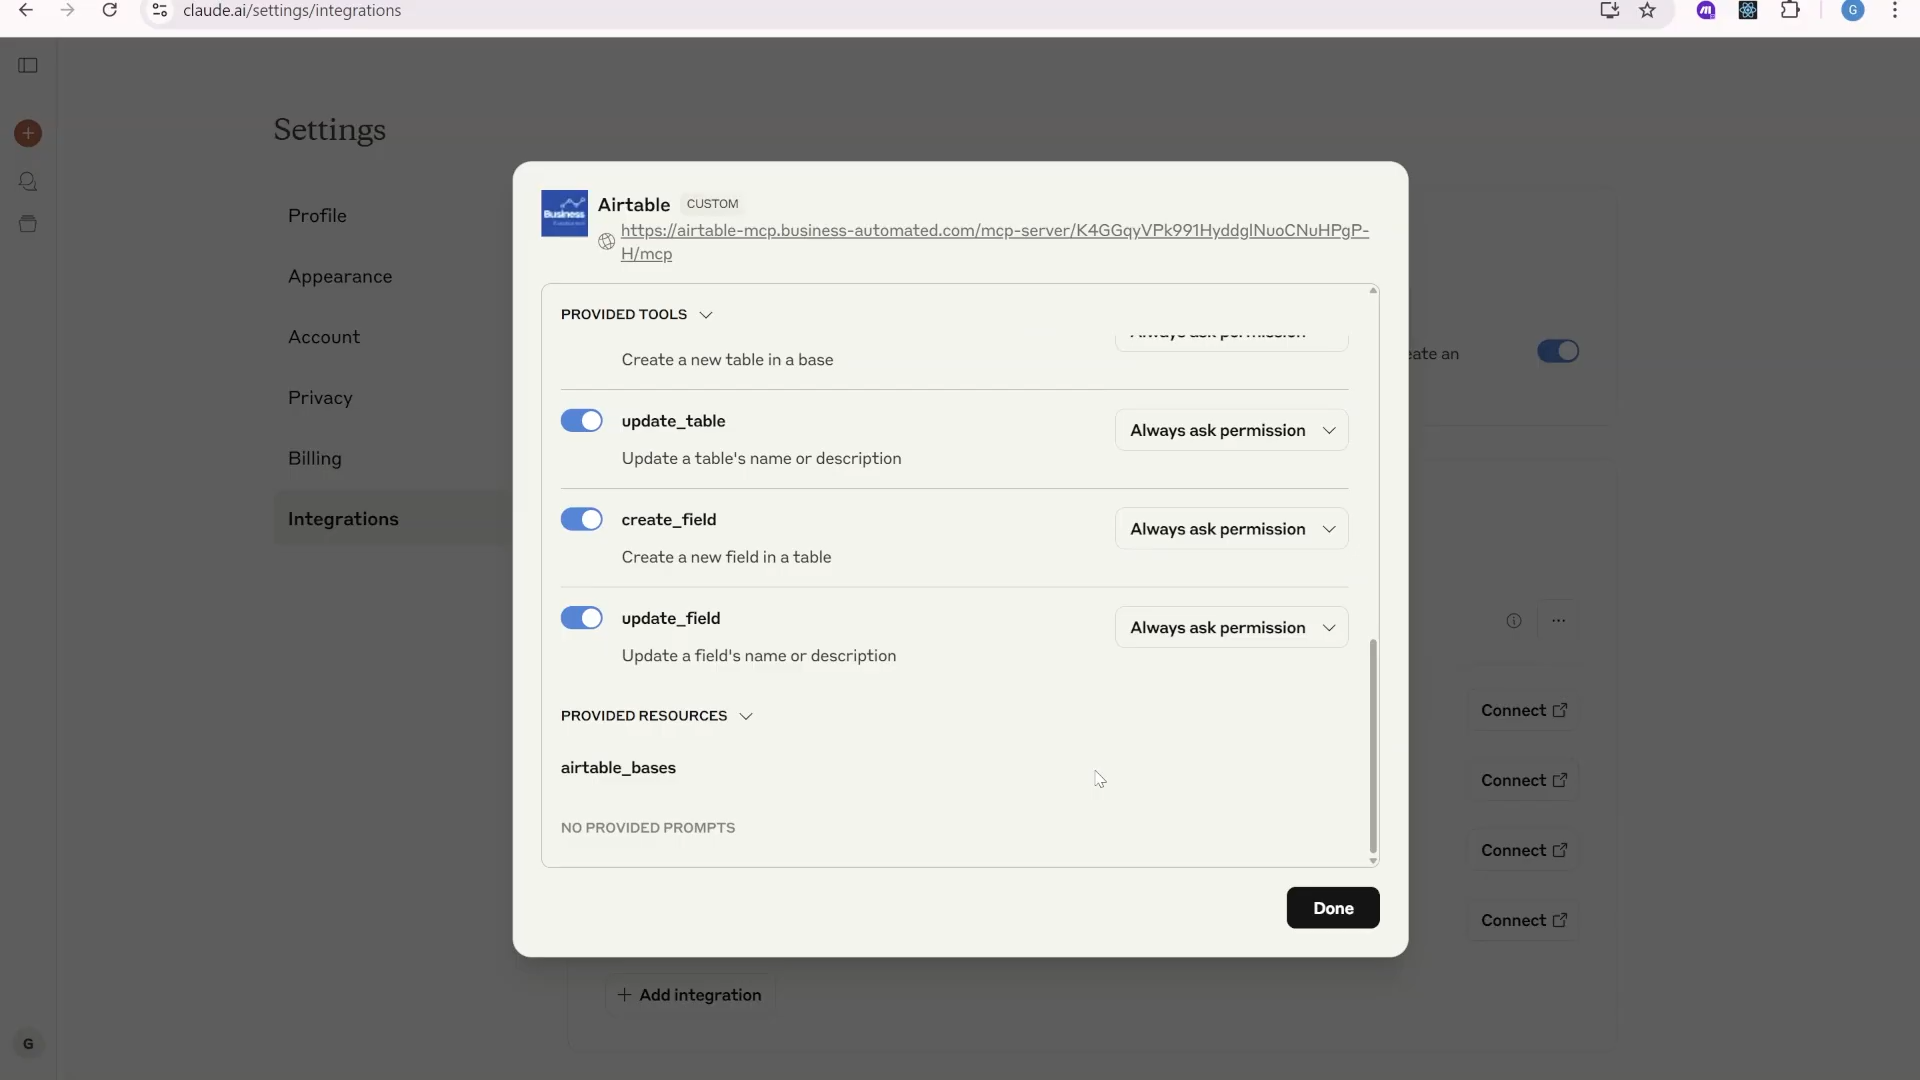 claude.ai/settings/integrations
G
Settings
Profile
Appearance
Account
Privacy
Billing
Integrations
Business
Airtable CUSTOM
https://airtable-mcp.business-automated.com/mcp-server/K4GGqyVPk991HyddglNuoCNuHPgP-
H/mcp
PROVIDED TOOLS
Always ask permission
Create a new table in a base
update_table
Always ask permission
Update a table's name or description
create_field
Always ask permission
Create a new field in a table
update_field
Always ask permission
Update a field's name or description
PROVIDED RESOURCES
airtable_bases
NO PROVIDED PROMPTS
Done
eate an
Connect
Connect
Connect
Connect
+ Add integration
G